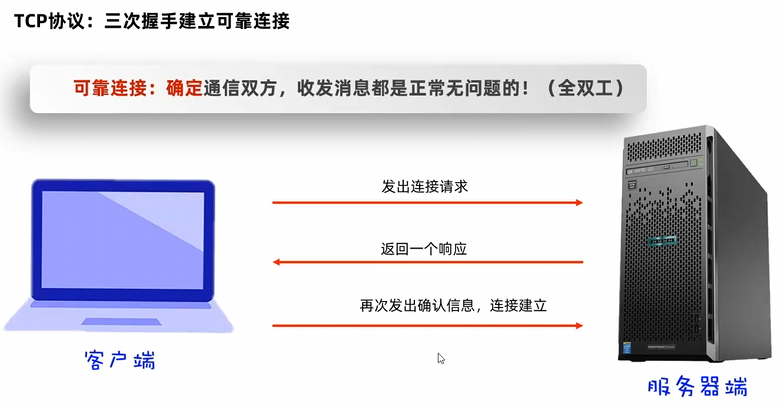 TCP协议：三次握手建立可靠连接
可靠连接：确定通信双方，收发消息都是正常无问题的！（全双工）
发出连接请求
返回一个响应
再次发出确认信息，连接建立
客户端
服务器端